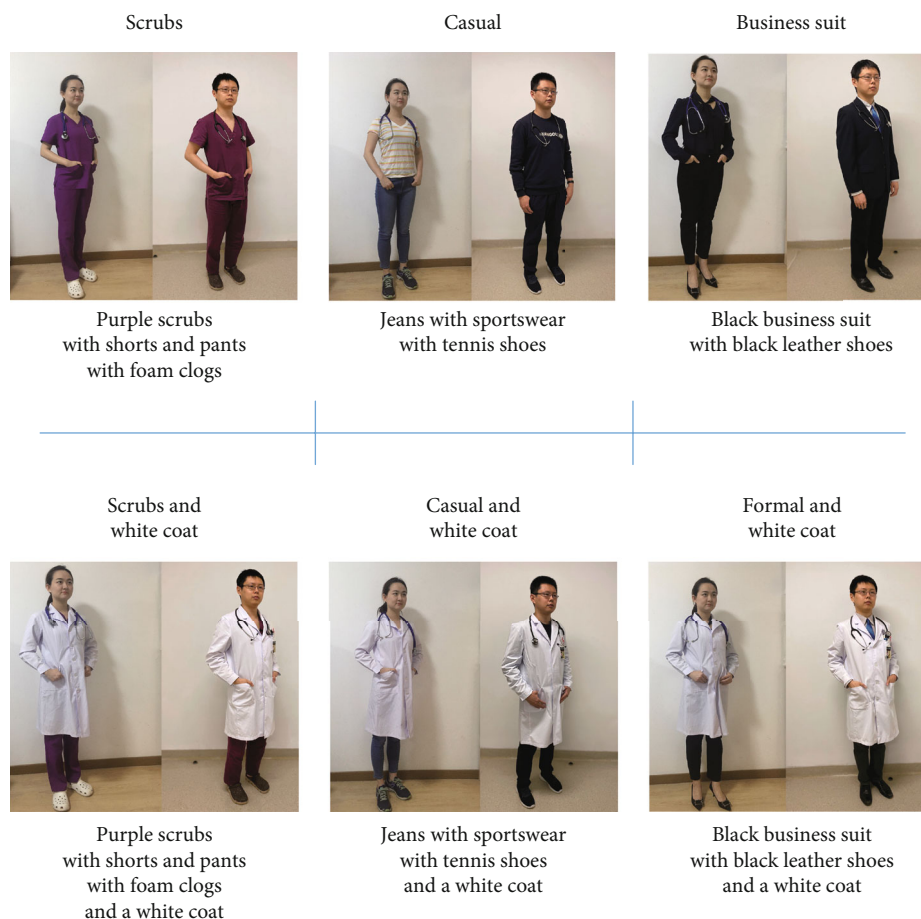 Scrubs
Casual
Business suit
Purple scrubs
with shorts and pants
with foam clogs
Jeans with sportswear
with tennis shoes
Black business suit
with black leather shoes
Scrubs and
white coat
Casual and
white coat
Formal and
white coat
Purple scrubs
with shorts and pants
with foam clogs
and a white coat
Jeans with sportswear
with tennis shoes
and a white coat
Black business suit
with black leather shoes
and a white coat